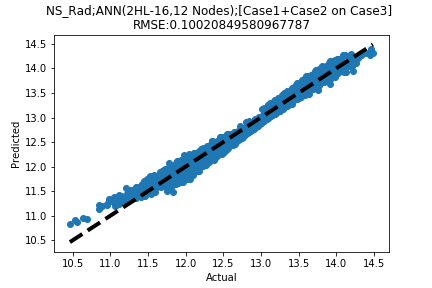 NS_Rad;ANN(2HL-16,12 Nodes);[Case1+Case2 on Case3]
RMSE:0.10020849580967787
14.5
14.0
13.5
13.0
12.5
12.0
11.5
11.0
10.5
Predicted
10.5 11.0 11.5 12.0 12.5 13.0 13.5 14.0 14.5
Actual